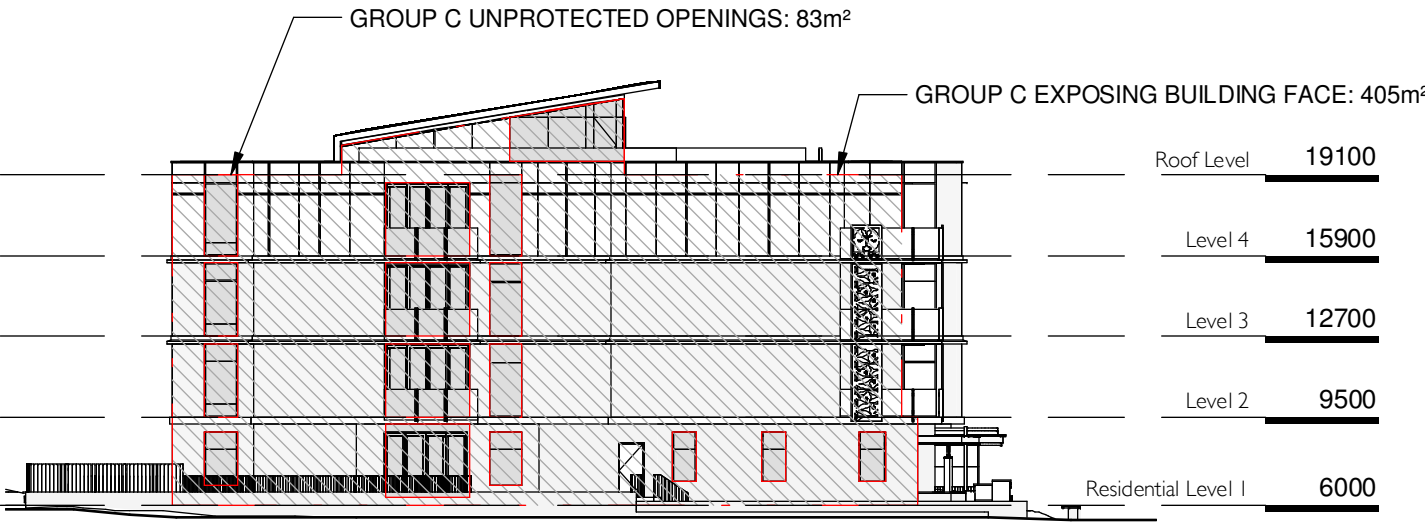 GROUP C UNPROTECTED OPENINGS: 83m²
GROUP C EXPOSING BUILDING FACE: 405m²
Roof Level 19100
Level 4 15900
Level 3 12700
Level 2 9500
Residential Level 1 6000